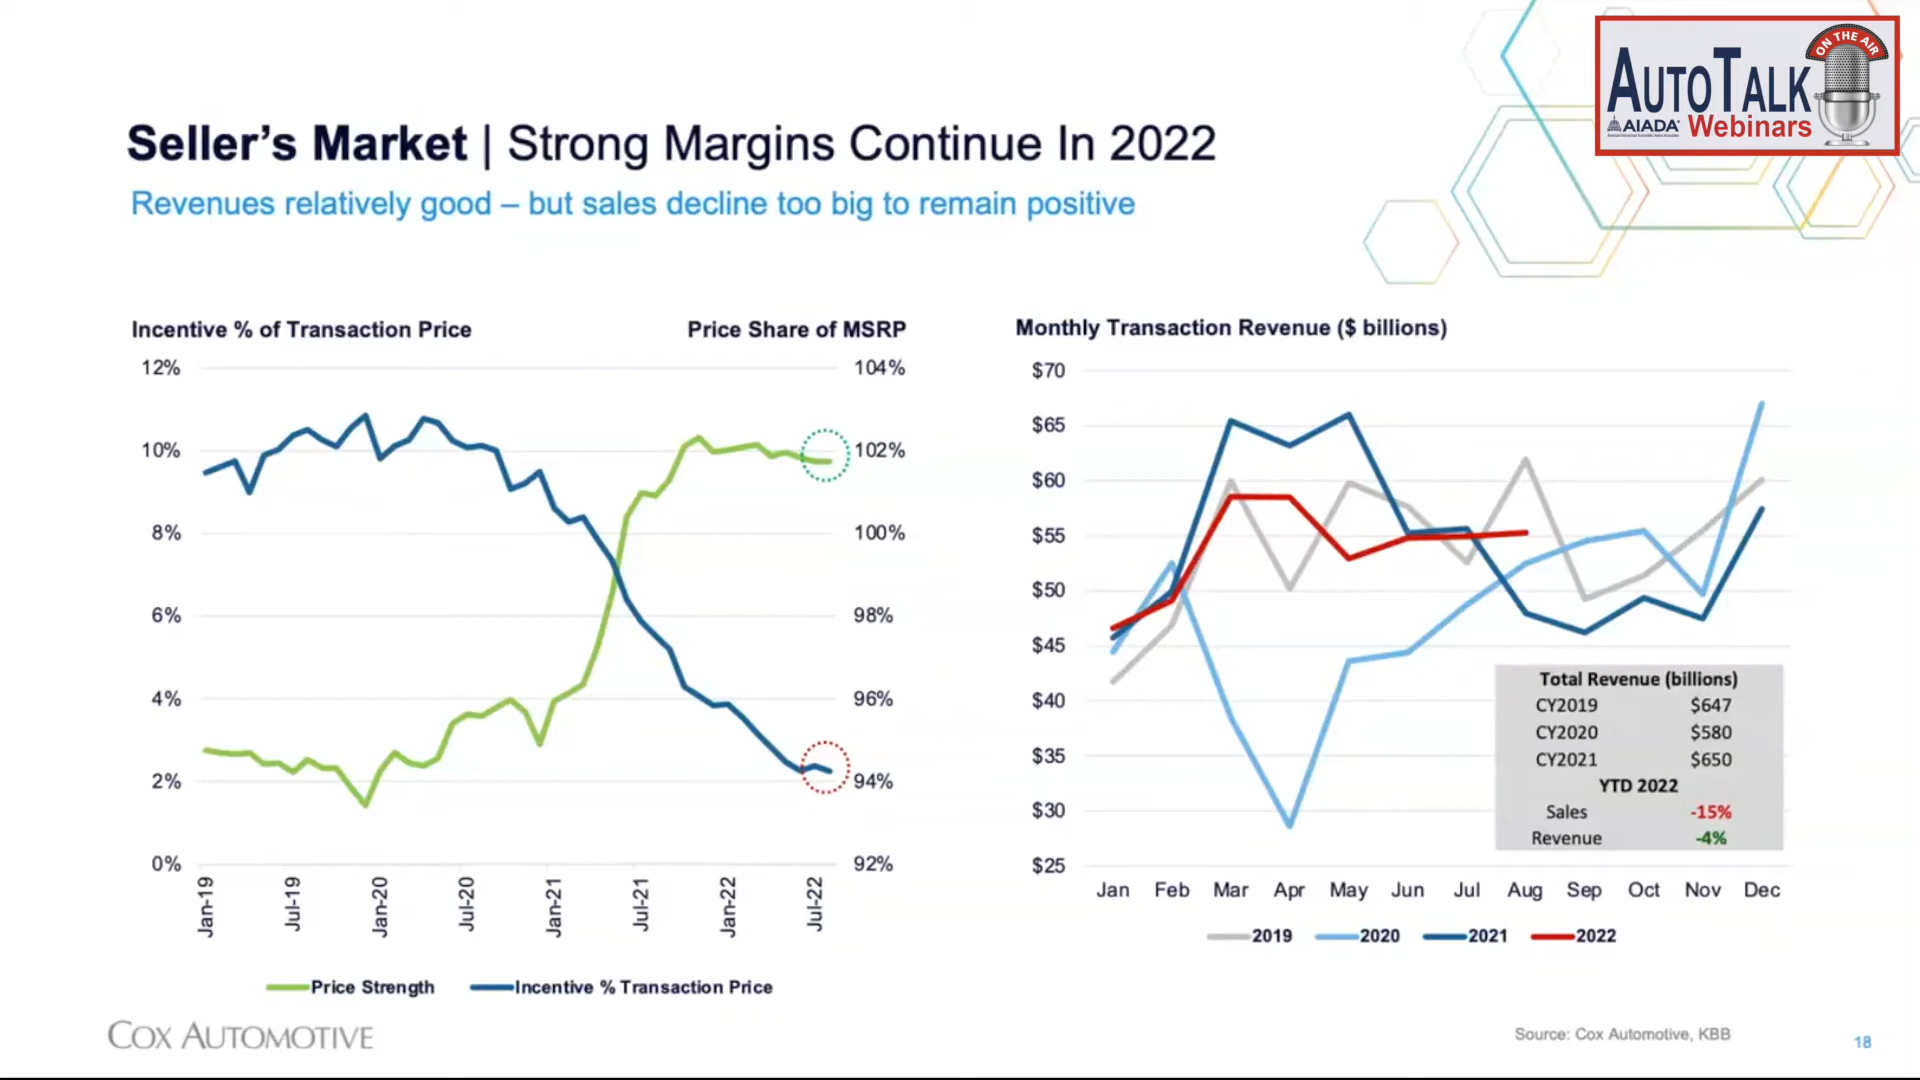 ON THE AIR
AUTOTALK
AIADA Webinars
Seller's Market | Strong Margins Continue In 2022
Revenues relatively good – but sales decline too big to remain positive
Incentive % of Transaction Price
Price Share of MSRP
12%
10%
8%
6%
4%
2%
0%
104%
102%
100%
98%
96%
94%
92%
Jan-19
Jul-19
Jan-20
Jul-20
Jan-21
Jul-21
Jan-22
Jul-22
Price Strength
Incentive % Transaction Price
Monthly Transaction Revenue ($ billions)
$70
$65
$60
$55
$50
$45
$40
$35
$30
$25
Jan Feb Mar Apr May Jun Jul Aug Sep Oct Nov Dec
2019 2020 2021 2022
Total Revenue (billions)
CY2019 $647
CY2020 $580
CY2021 $650
YTD 2022
Sales -15%
Revenue -4%
COX AUTOMOTIVE
Source: Cox Automotive, KBB
18